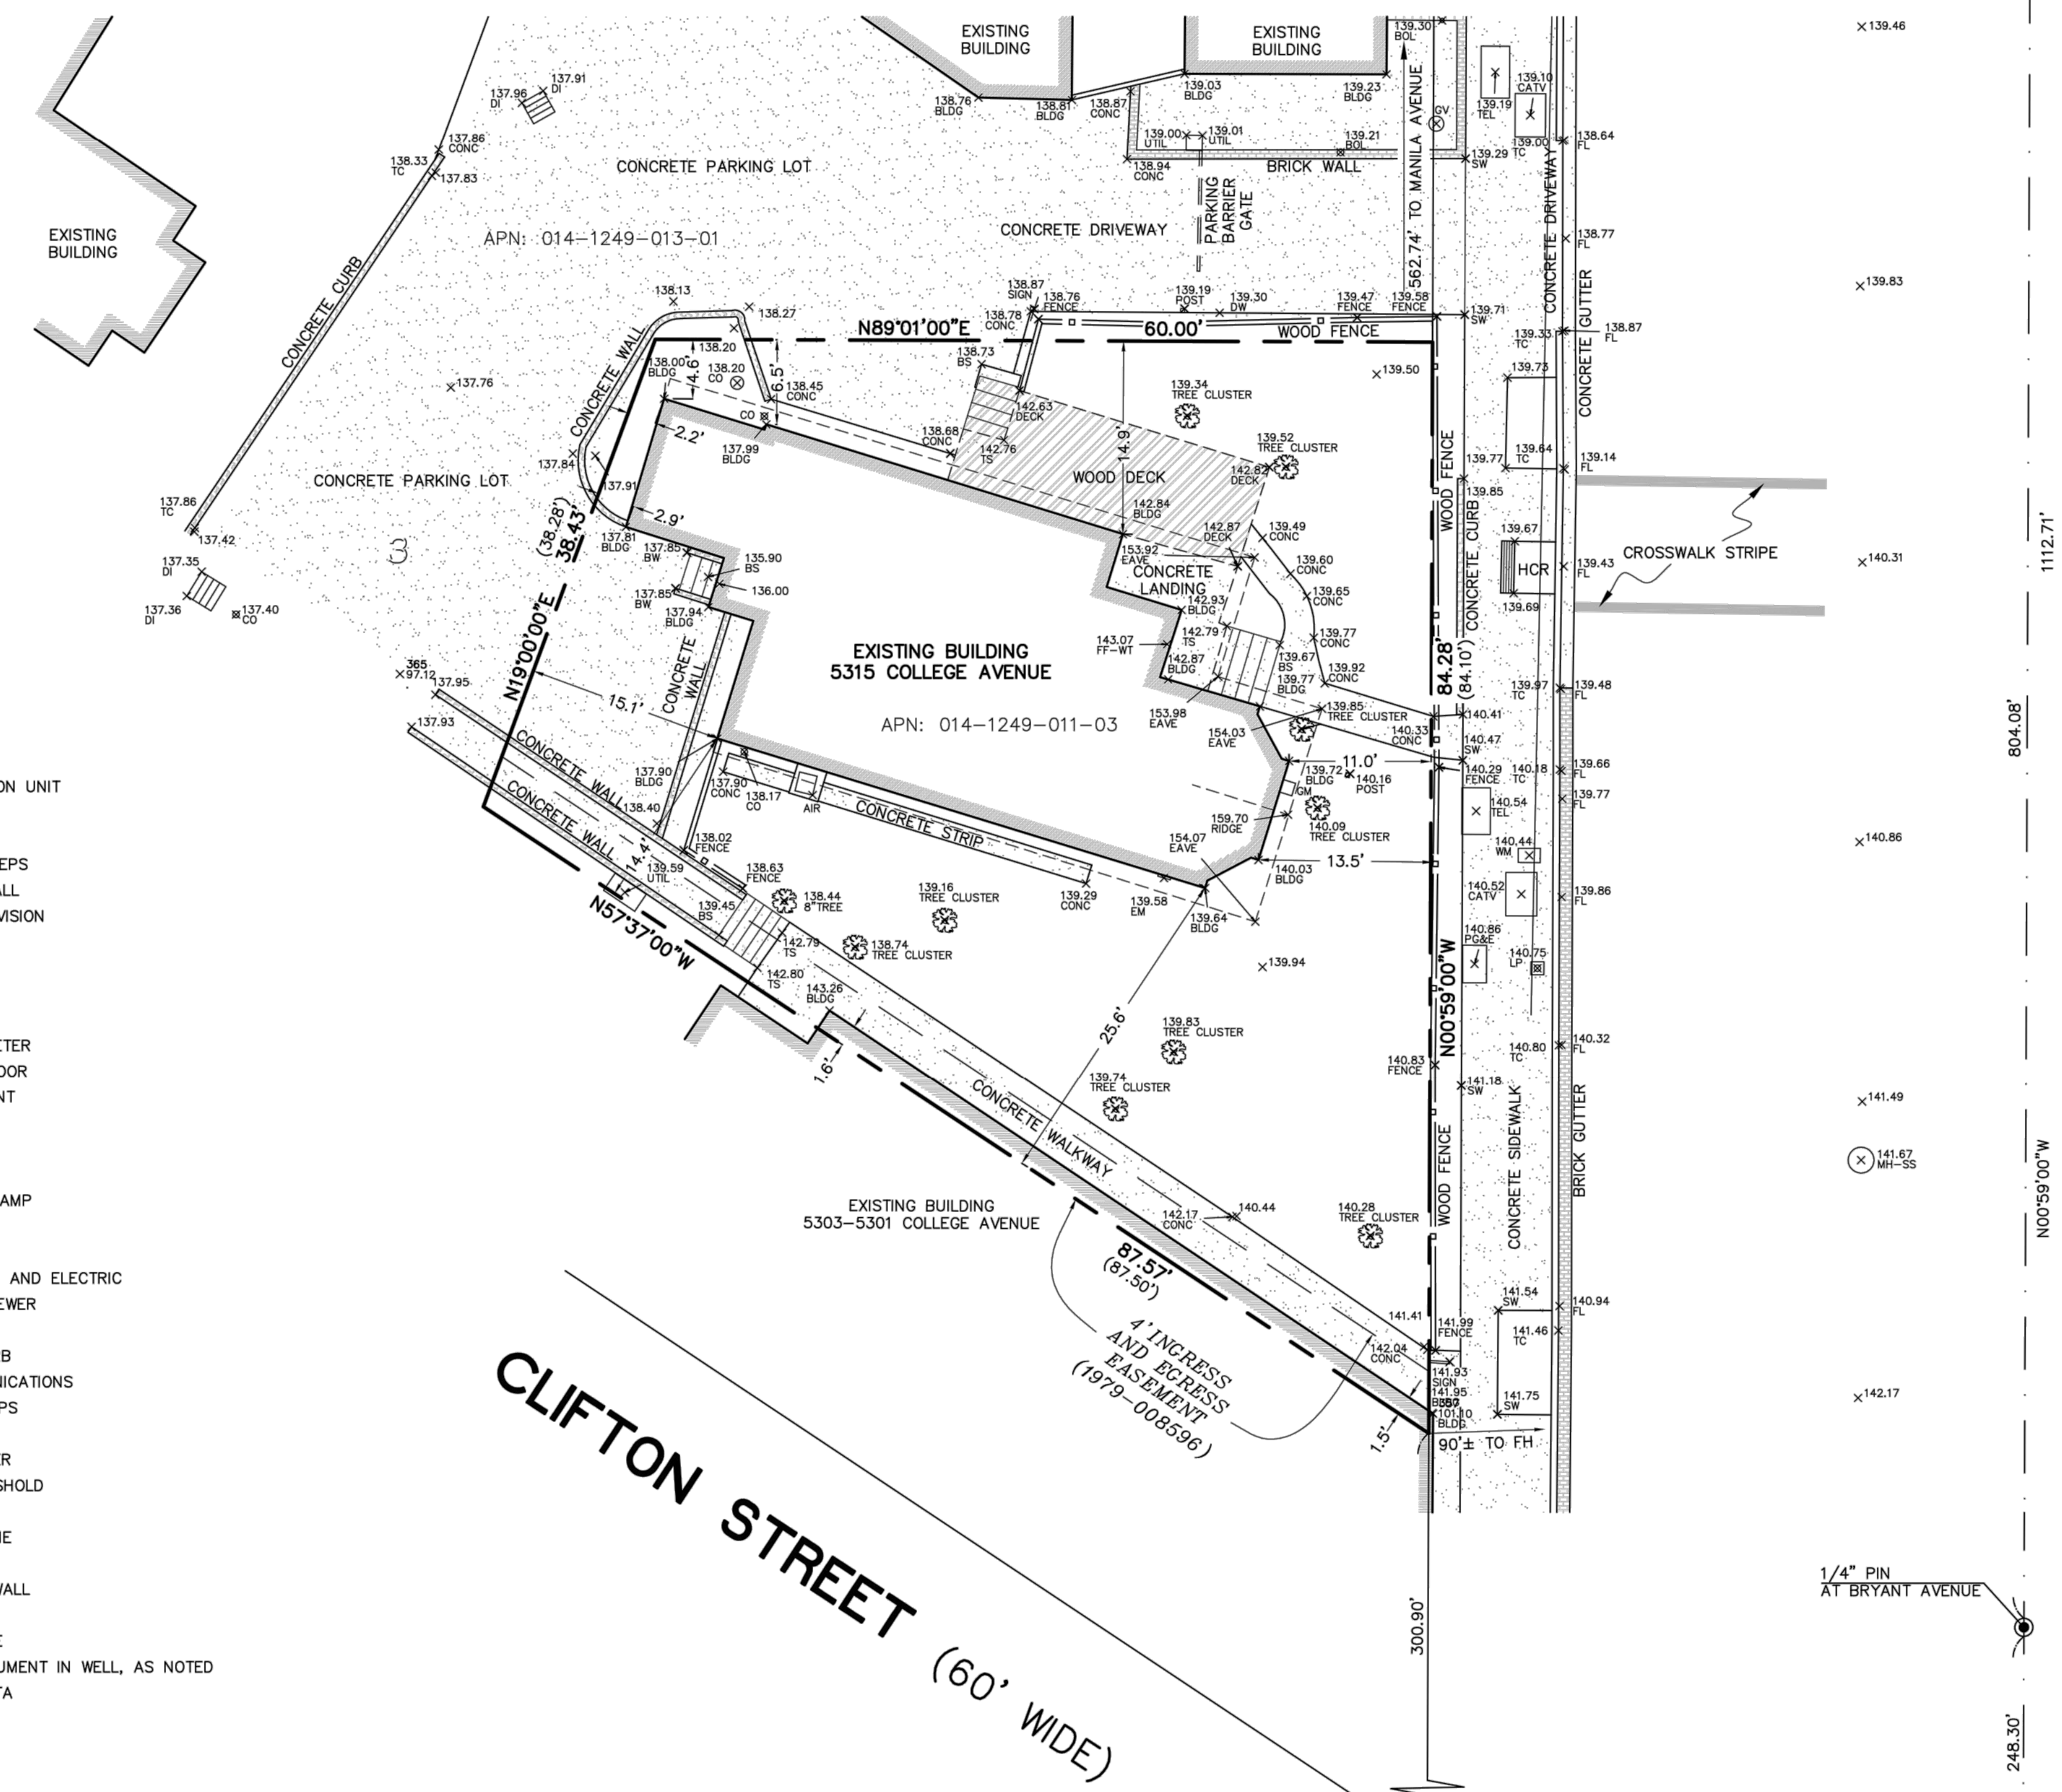 EXISTING
BUILDING
EXISTING
BUILDING
139.30
BOL
139.46
137.91
DI
137.96
DI
138.76
BLDG
138.81
BLDG
138.87
CONC
139.03
BLDG
139.23
BLDG
562.74' TO MANILA AVENUE
GV
139.19
TEL
139.10
CATV
139.00
UTIL
139.01
UTIL
139.21
BOL
139.00
TC
138.64
FL
137.86
CONC
138.33
TC
137.83
CONCRETE PARKING LOT
138.94
CONC
BRICK WALL
139.29
SW
EXISTING
BUILDING
APN: 014-1249-013-01
CONCRETE DRIVEWAY
PARKING
BARRIER
GATE
CONCRETE DRIVEWAY
138.77
FL
CONCRETE CURB
138.13
138.27
138.87
SIGN
138.76
FENCE
138.78
CONC
139.19
POST
139.30
DW
139.47
FENCE
139.58
FENCE
139.71
SW
139.33
TC
138.87
FL
CONCRETE GUTTER
139.83
N89°01'00"E
60.00'
WOOD FENCE
CONCRETE WALL
138.20
138.00
BLDG
4.6'
138.20
CO
6.5'
138.45
CONC
138.73
BS
139.50
139.73
137.76
139.34
TREE CLUSTER
142.63
DECK
CO
2.2'
137.99
BLDG
138.68
CONC
142.76
TS
14.9'
139.52
TREE CLUSTER
WOOD FENCE
139.64
TC
139.77
139.14
FL
137.84
137.91
CONCRETE PARKING LOT
WOOD DECK
142.82
DECK
139.85
137.86
TC
137.42
(38.28')
38.43'
2.9'
137.81
BLDG
137.85
BW
142.84
BLDG
142.87
DECK
139.49
CONC
CONCRETE CURB
139.67
CROSSWALK STRIPE
3
137.35
DI
137.36
DI
137.40
CO
135.90
BS
136.00
137.85
BW
137.94
BLDG
153.92
EAVE
CONCRETE
LANDING
139.60
CONC
139.65
CONC
HCR
139.69
139.43
FL
140.31
1112.71'
142.93
BLDG
142.79
TS
143.07
FF-WT
142.87
BLDG
139.77
CONC
139.67
BS
139.77
BLDG
139.92
CONC
N19°00'00"E
365
97.12
137.95
137.93
CONCRETE
WALL
15.1'
EXISTING BUILDING
5315 COLLEGE AVENUE
APN: 014-1249-011-03
153.98
EAVE
154.03
EAVE
139.85
TREE CLUSTER
84.28'
(84.10')
140.33
CONC
140.41
140.47
SW
139.97
TC
139.48
FL
804.08'
CONCRETE WALL
CONCRETE WALL
137.90
BLDG
137.90
CONC
138.17
CO
AIR
CONCRETE STRIP
11.0'
139.72
BLDG
GM
140.16
POST
140.29
FENCE
140.18
TC
139.66
FL
139.77
FL
ON UNIT
138.40
138.02
FENCE
159.70
RIDGE
140.09
TREE CLUSTER
140.54
TEL
140.44
WM
140.86
EPS
ALL
VISION
14.4'
139.59
UTIL
138.63
FENCE
139.45
BS
138.44
8"TREE
139.16
TREE CLUSTER
139.29
CONC
154.07
EAVE
139.58
EM
139.64
BLDG
140.03
BLDG
13.5'
140.52
CATV
139.86
FL
N57°37'00"W
142.79
TS
138.74
TREE CLUSTER
142.80
TS
143.26
BLDG
139.94
140.86
PG&E
140.75
LP
N00°59'00"W
ETER
OOR
NT
1.6'
25.6'
139.83
TREE CLUSTER
139.74
TREE CLUSTER
140.83
FENCE
141.18
SW
140.80
TC
140.32
FL
141.49
141.67
MH-SS
CONCRETE WALKWAY
WOOD FENCE
CONCRETE SIDEWALK
BRICK GUTTER
N00°59'00"W
AMP
AND ELECTRIC
EWER
RB
NICATIONS
PS
ER
SHOLD
NE
WALL
E
UMENT IN WELL, AS NOTED
TA
EXISTING BUILDING
5303-5301 COLLEGE AVENUE
142.17
CONC
140.44
140.28
TREE CLUSTER
87.57'
(87.50')
4' INGRESS
AND EGRESS
EASEMENT
(1979-008596)
141.41
141.99
FENCE
142.04
CONC
141.54
SW
141.46
TC
140.94
FL
141.93
SIGN
141.95
101.10
BLDG
141.75
SW
142.17
1.5'
90'± TO FH
CLIFTON STREET (60' WIDE)
300.90'
1/4" PIN
AT BRYANT AVENUE
248.30'